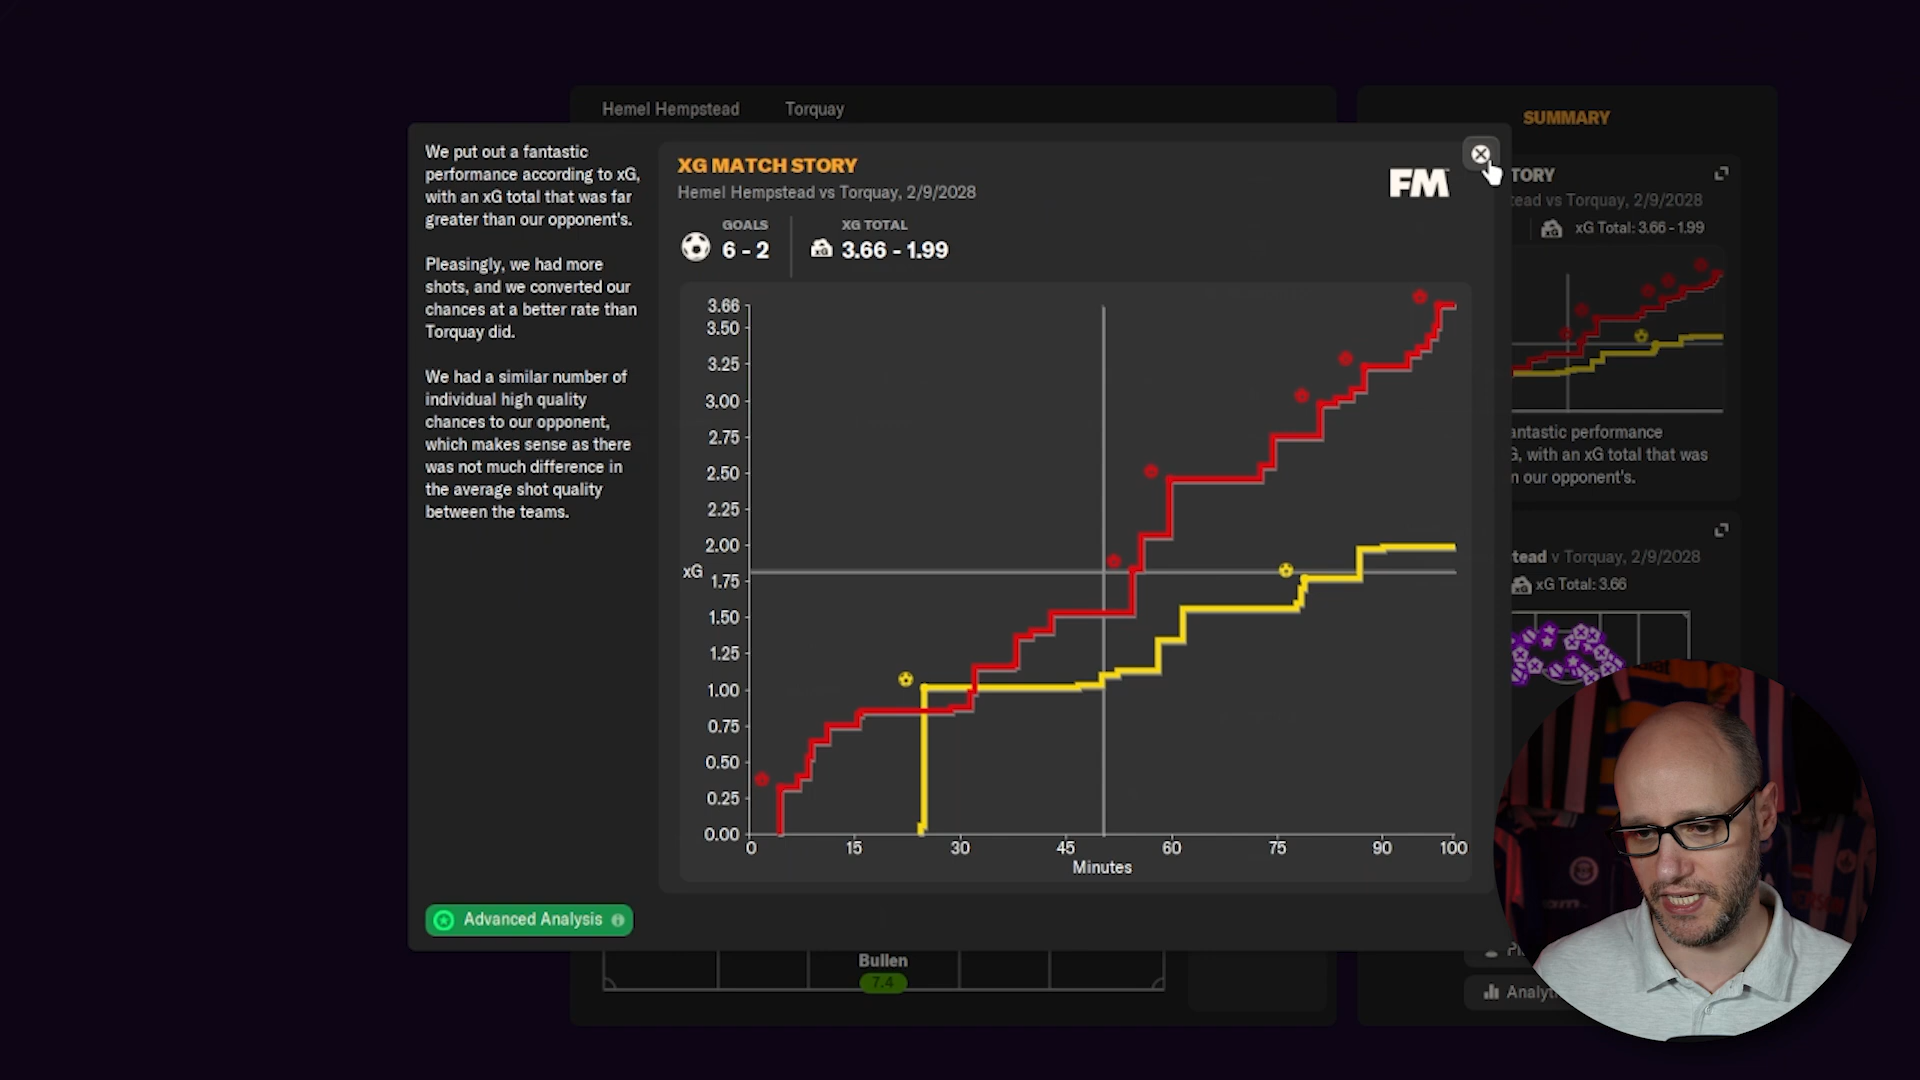 Hemel Hempstead Torquay
SUMMARY
We put out a fantastic
performance according to xG,
with an xG total that was far
greater than our opponent's.
Pleasingly, we had more
shots, and we converted our
chances at a better rate than
Torquay did.
We had a similar number of
individual high quality
chances to our opponent,
which makes sense as there
was not much difference in
the average shot quality
between the teams.
Advanced Analysis
XG MATCH STORY
Hemel Hempstead vs Torquay, 2/9/2028
FM
GOALS
6 - 2
XG TOTAL
3.66 - 1.99
3.66
3.50
3.25
3.00
2.75
2.50
2.25
2.00
xG
1.75
1.50
1.25
1.00
0.75
0.50
0.25
0.00
0 15 30 45 60 75 90 100
Minutes
TORY
ead vs Torquay, 2/9/2028
xG Total: 3.66 - 1.99
antastic performance
G, with an xG total that was
n our opponent's.
tead v Torquay, 2/9/2028
xG Total: 3.66
Bullen
7.4